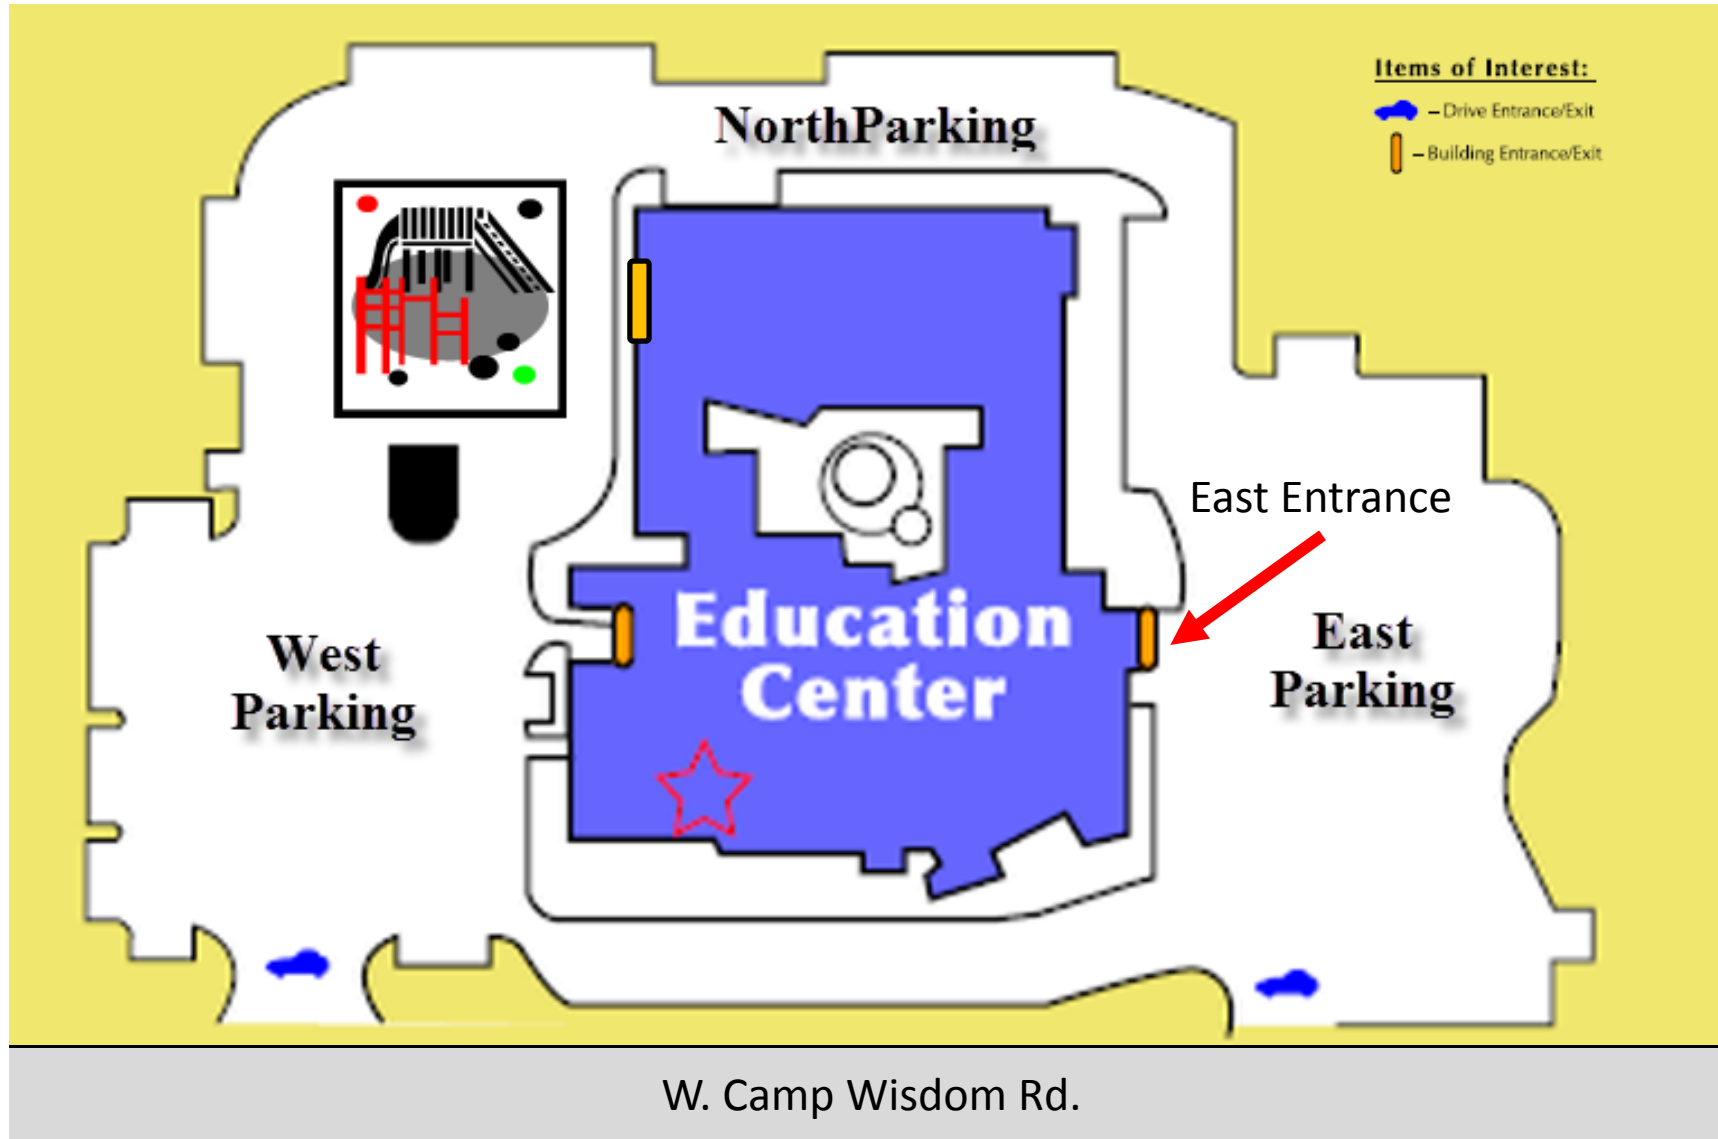 Items of Interest:
– Drive Entrance/Exit
– Building Entrance/Exit
NorthParking
East Entrance
Education
Center
West
Parking
East
Parking
W. Camp Wisdom Rd.